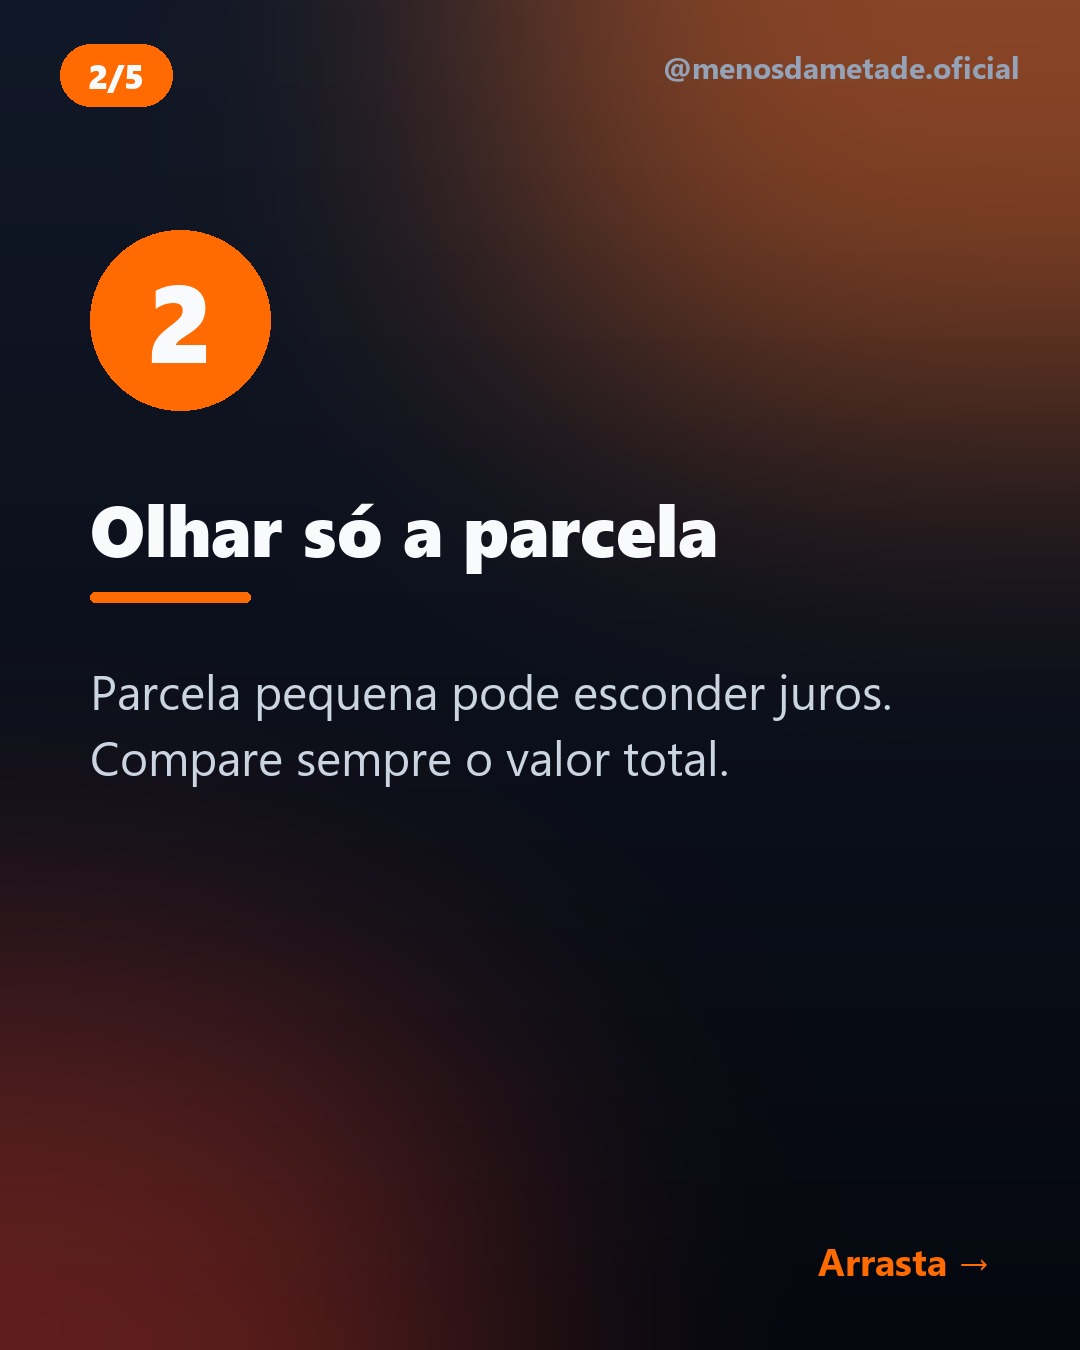 2/5
@menosdametade.oficial
2
Olhar só a parcela
Parcela pequena pode esconder juros.
Compare sempre o valor total.
Arrasta →